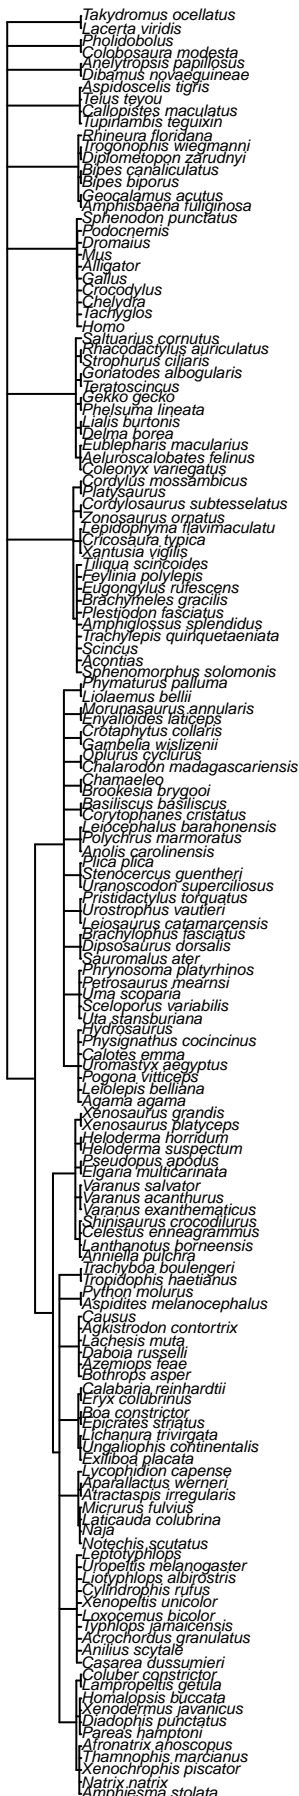 Takydromus ocellatus
Lacerta viridis
Pholidobolus
Colobosaura modesta
Anelytropsis papillosus
Dibamus novaeguineae
Aspidoscelis tigris
Teius teyou
Callopistes maculatus
Tupinambis teguixin
Rhineura floridana
Trogonophis wiegmanni
Diplometopon zarudnyi
Bipes canaliculatus
Bipes biporus
Geocalamus acutus
Amphisbaena fuliginosa
Sphenodon punctatus
Podocnemis
Dromaius
Mus
Alligator
Gallus
Crocodylus
Chelydra
Tachyglos
Homo
Saltuarius cornutus
Rhacodactylus auriculatus
Strophurus ciliaris
Gonatodes albogularis
Teratoscincus
Gekko gecko
Phelsuma lineata
Lialis burtonis
Delma borea
Eublepharis macularius
Aeluroscalobates felinus
Coleonyx variegatus
Cordylus mossambicus
Platysaurus
Cordylosaurus subtesselatus
Zonosaurus ornatus
Lepidophyma flavimaculatu
Cricosaura typica
Xantusia vigilis
Tiliqua scincoides
Feylinia polylepis
Eugongylus rufescens
Brachymeles gracilis
Plestiodon fasciatus
Amphiglossus splendidus
Trachylepis quinquetaeniata
Scincus
Acontias
Sphenomorphus solomonis
Phymaturus palluma
Liolaemus bellii
Morunasaurus annularis
Enyalioides laticeps
Crotaphytus collaris
Gambelia wislizenii
Oplurus cyclurus
Chalarodon madagascariensis
Chamaeleo
Brookesia brygooi
Basiliscus basiliscus
Corytophanes cristatus
Leiocephalus barahonensis
Polychrus marmoratus
Anolis carolinensis
Plica plica
Stenocercus guentheri
Uranoscodon superciliosus
Pristidactylus torquatus
Urostrophus vautieri
Leiosaurus catamarcensis
Brachylophus fasciatus
Dipsosaurus dorsalis
Sauromalus ater
Phrynosoma platyrhinos
Petrosaurus mearnsi
Uma scoparia
Sceloporus variabilis
Uta stansburiana
Hydrosaurus
Physignathus cocincinus
Calotes emma
Uromastyx aegyptus
Pogona vitticeps
Leiolepis belliana
Agama agama
Xenosaurus grandis
Xenosaurus platyceps
Heloderma horridum
Heloderma suspectum
Pseudopus apodus
Elgaria multicarinata
Varanus salvator
Varanus acanthurus
Varanus exanthematicus
Shinisaurus crocodilurus
Celestus enneagrammus
Lanthanotus borneensis
Anniella pulchra
Trachyboa boulengeri
Tropidophis haetianus
Python molurus
Aspidites melanocephalus
Causus
Agkistrodon contortrix
Lachesis muta
Daboia russelli
Azemiops feae
Bothrops asper
Calabaria reinhardtii
Eryx colubrinus
Boa constrictor
Epicrates striatus
Lichanura trivirgata
Ungaliophis continentalis
Exiliboa placata
Lycophidion capense
Aparallactus werneri
Atractaspis irregularis
Micrurus fulvius
Laticauda colubrina
Naja
Notechis scutatus
Leptotyphlops
Uropeltis melanogaster
Liotyphlops albirostris
Cylindrophis rufus
Xenopeltis unicolor
Loxocemus bicolor
Typhlops jamaicensis
Acrochordus granulatus
Anilius scytale
Casarea dussumieri
Coluber constrictor
Lampropeltis getula
Homalopsis buccata
Xenodermus javanicus
Diadophis punctatus
Pareas hamptoni
Afronatrix anoscopus
Thamnophis marcianus
Xenochrophis piscator
Natrix natrix
Amphiesma stolata